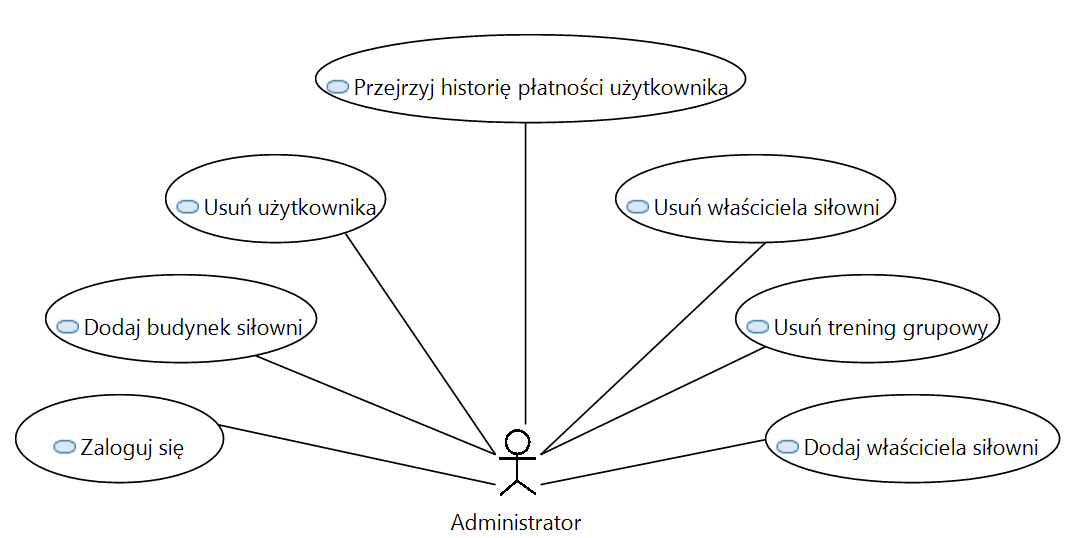 Przejrzyj historię płatności użytkownika
Usuń użytkownika
Usuń właściciela siłowni
Dodaj budynek siłowni
Usuń trening grupowy
Zaloguj się
Dodaj właściciela siłowni
Administrator